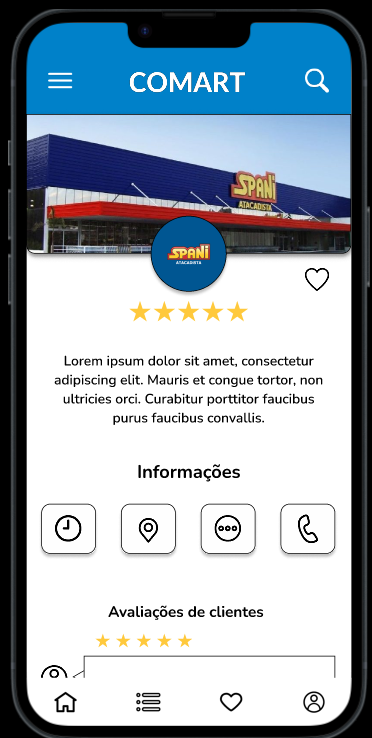 COMART
SPANI
ATACADISTA
SPANI
ATACADISTA
Lorem ipsum dolor sit amet, consectetur
adipiscing elit. Mauris et congue tortor, non
ultricies orci. Curabitur porttitor faucibus
purus faucibus convallis.
Informações
Avaliações de clientes